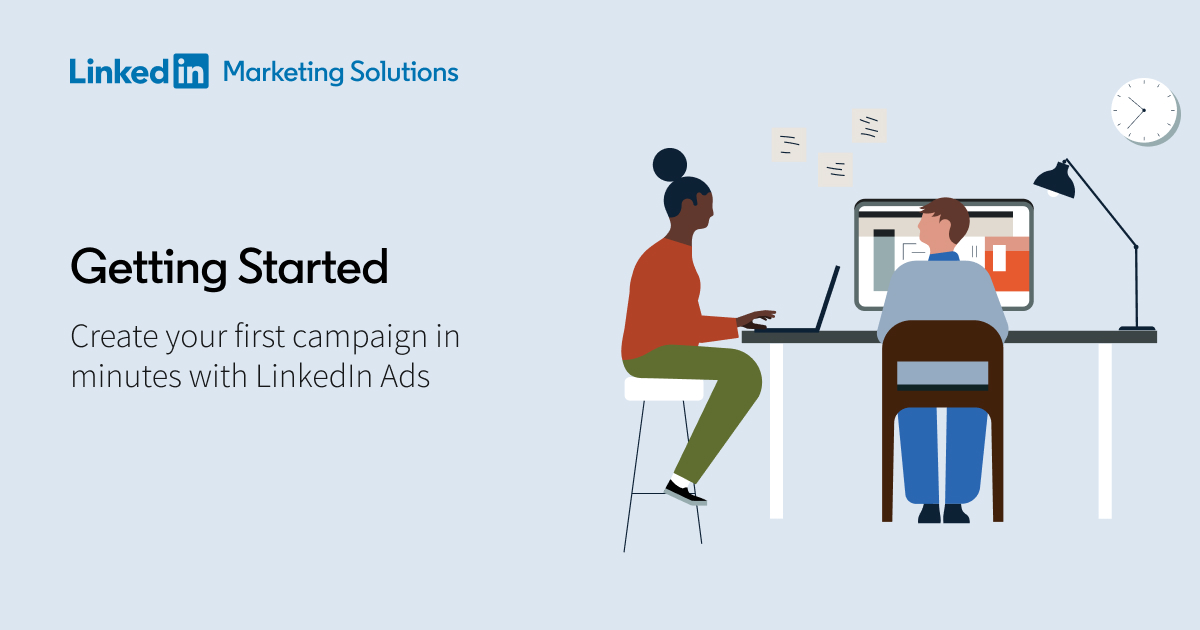 LinkedIn Marketing Solutions
Getting Started
Create your first campaign in
minutes with LinkedIn Ads